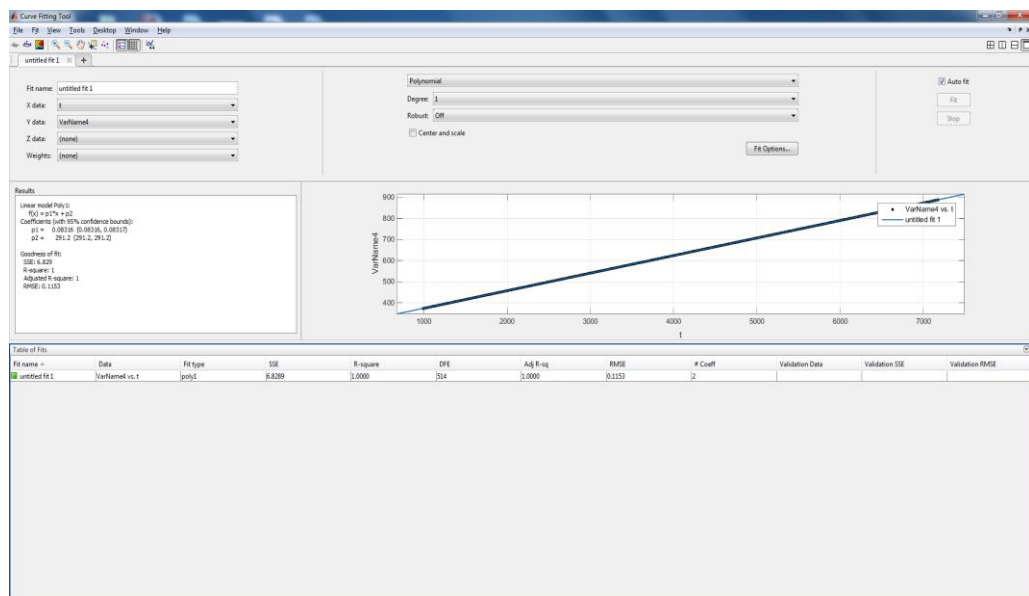 Curve Fitting Tool
File Fit View Tools Desktop Window Help
untitled fit 1
Fit name: untitled fit 1
X data: t
Y data: VarName4
Z data: (none)
Weights: (none)
Polynomial
Degree: 1
Robust: Off
Center and scale
Fit Options...
Auto fit
Fit
Stop
Results
Linear model Poly1:
f(x) = p1*x + p2
Coefficients (with 95% confidence bounds):
p1 = 0.08316 (0.08316, 0.08317)
p2 = 291.2 (291.2, 291.2)
Goodness of fit:
SSE: 6.829
R-square: 1
Adjusted R-square: 1
RMSE: 0.1153
VarName4
900
800
700
600
500
400
1000 2000 3000 4000 5000 6000 7000
t
VarName4 vs. t
untitled fit 1
Table of Fits
Fit name Data Fit type SSE R-square DFE Adj R-sq RMSE # Coeff Validation Data Validation SSE Validation RMSE
untitled fit 1 VarName4 vs. t poly1 6.8289 1.0000 514 1.0000 0.1153 2